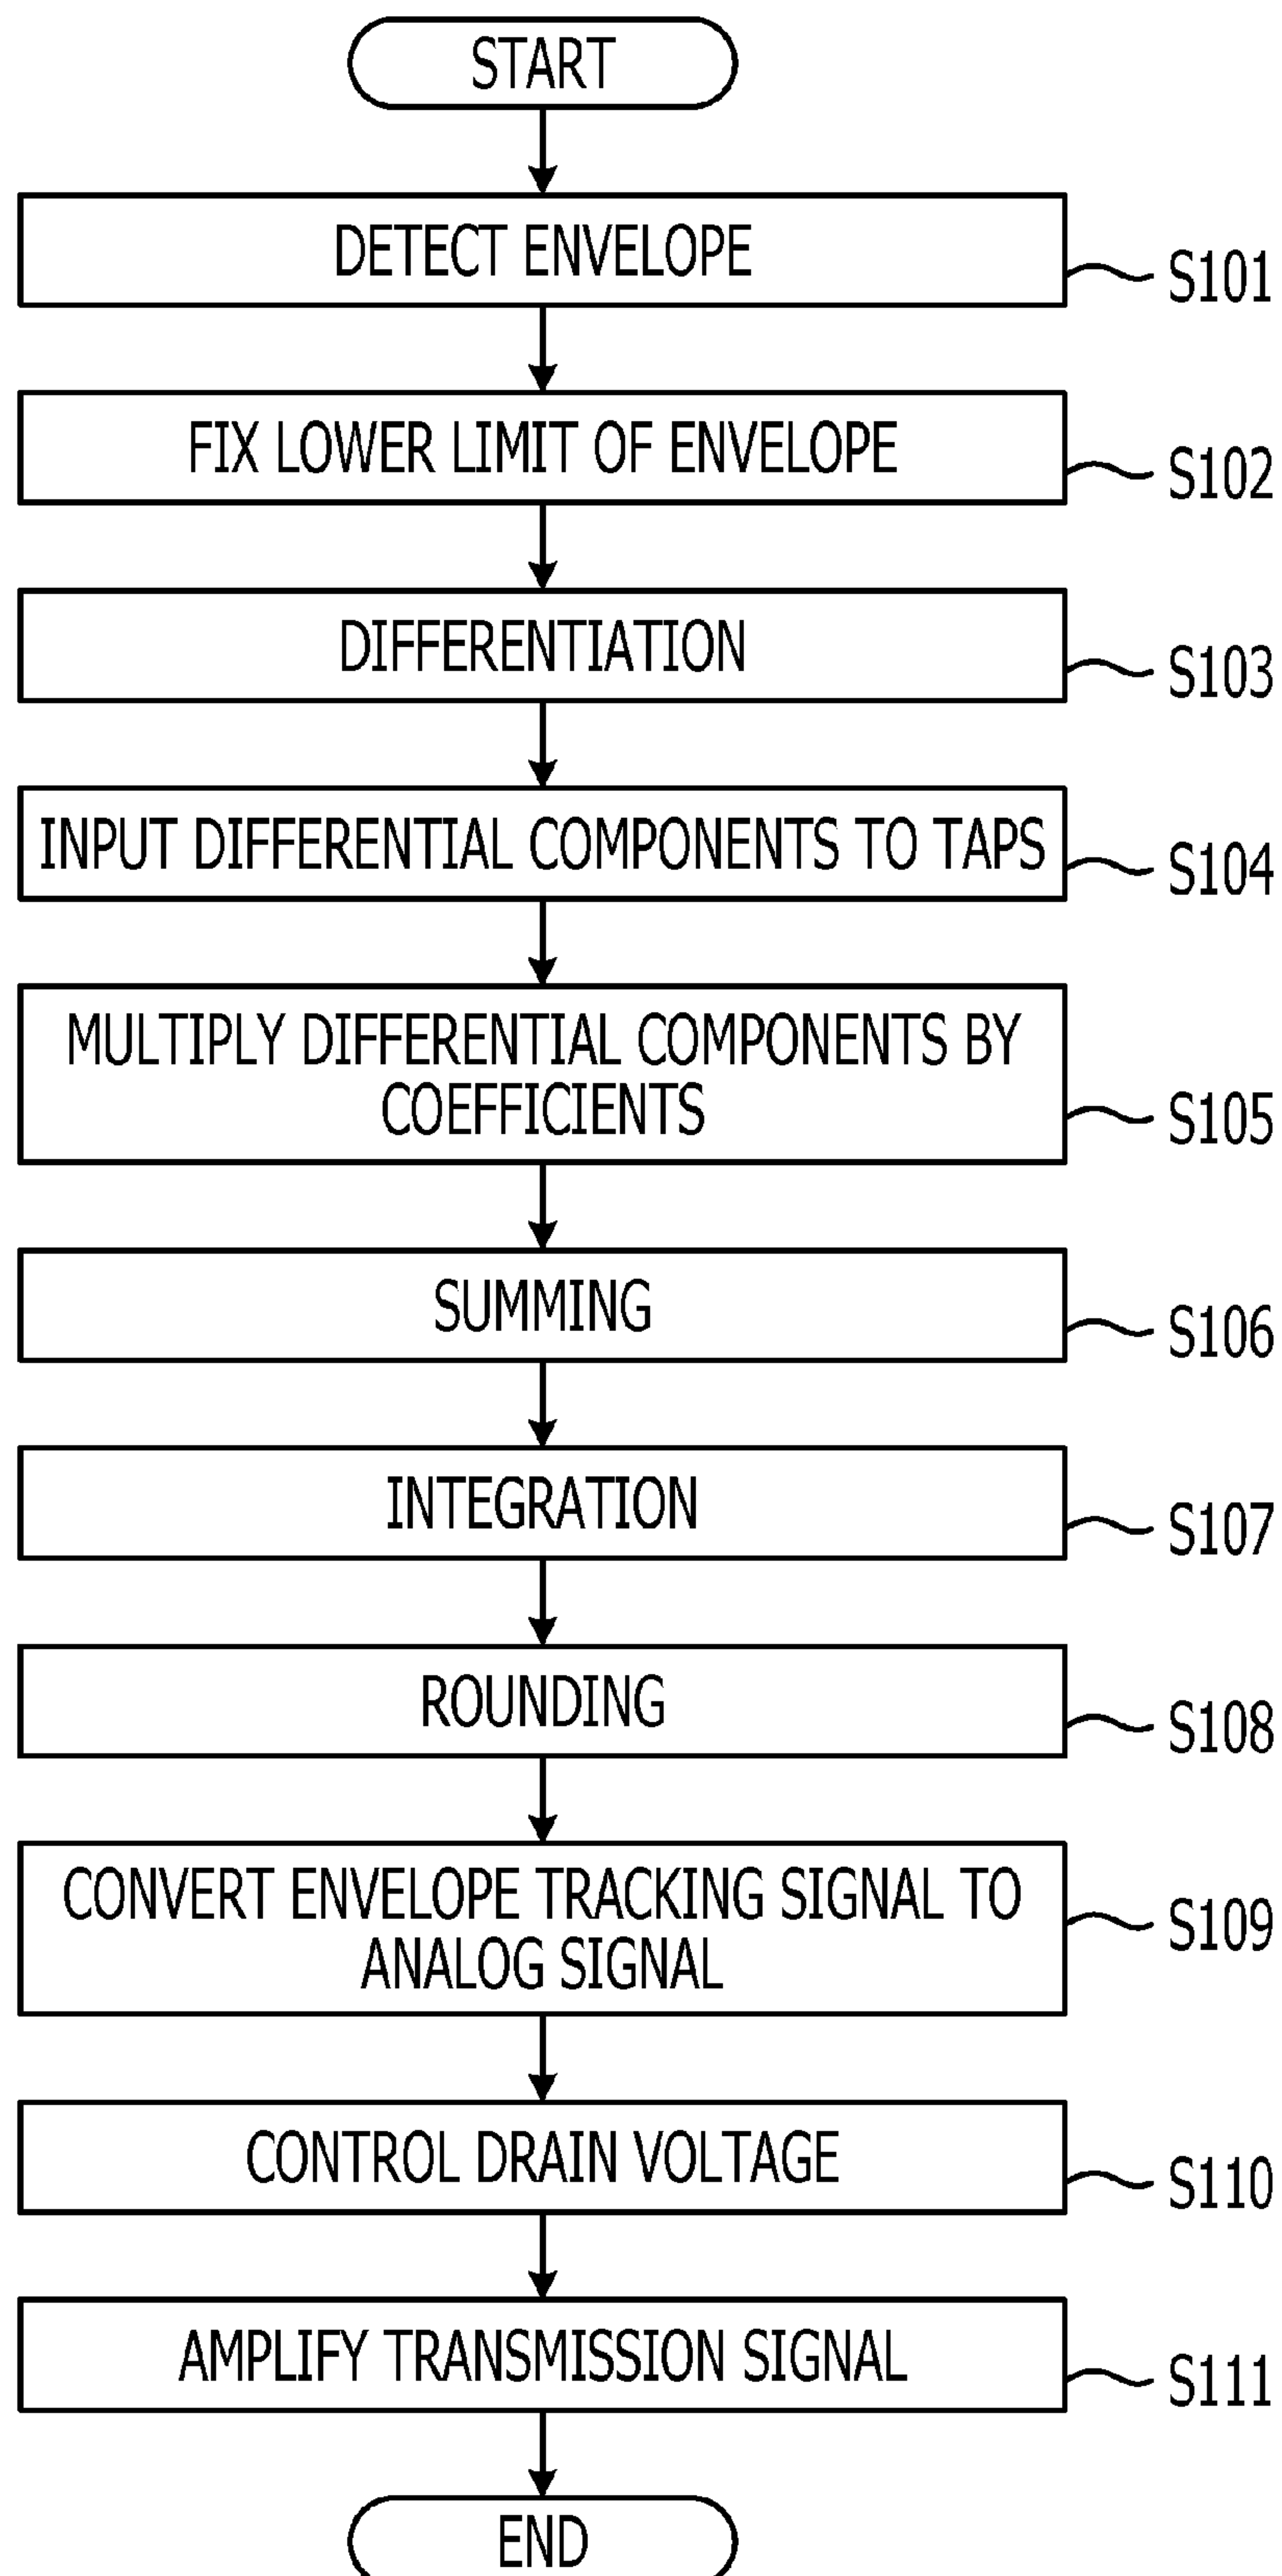 START
DETECT ENVELOPE
S101
FIX LOWER LIMIT OF ENVELOPE
S102
DIFFERENTIATION
S103
INPUT DIFFERENTIAL COMPONENTS TO TAPS
S104
MULTIPLY DIFFERENTIAL COMPONENTS BY
COEFFICIENTS
S105
SUMMING
S106
INTEGRATION
S107
ROUNDING
S108
CONVERT ENVELOPE TRACKING SIGNAL TO
ANALOG SIGNAL
S109
CONTROL DRAIN VOLTAGE
S110
AMPLIFY TRANSMISSION SIGNAL
S111
END